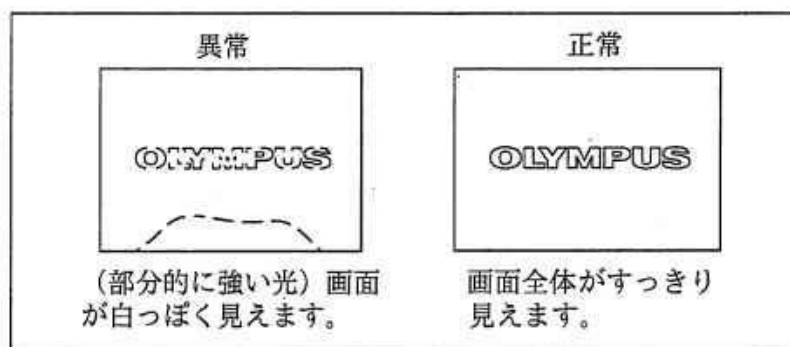 異常
OLYMPUS
(部分的に強い光)画面
が白っぽく見えます。
正常
OLYMPUS
画面全体がすっきり
見えます。